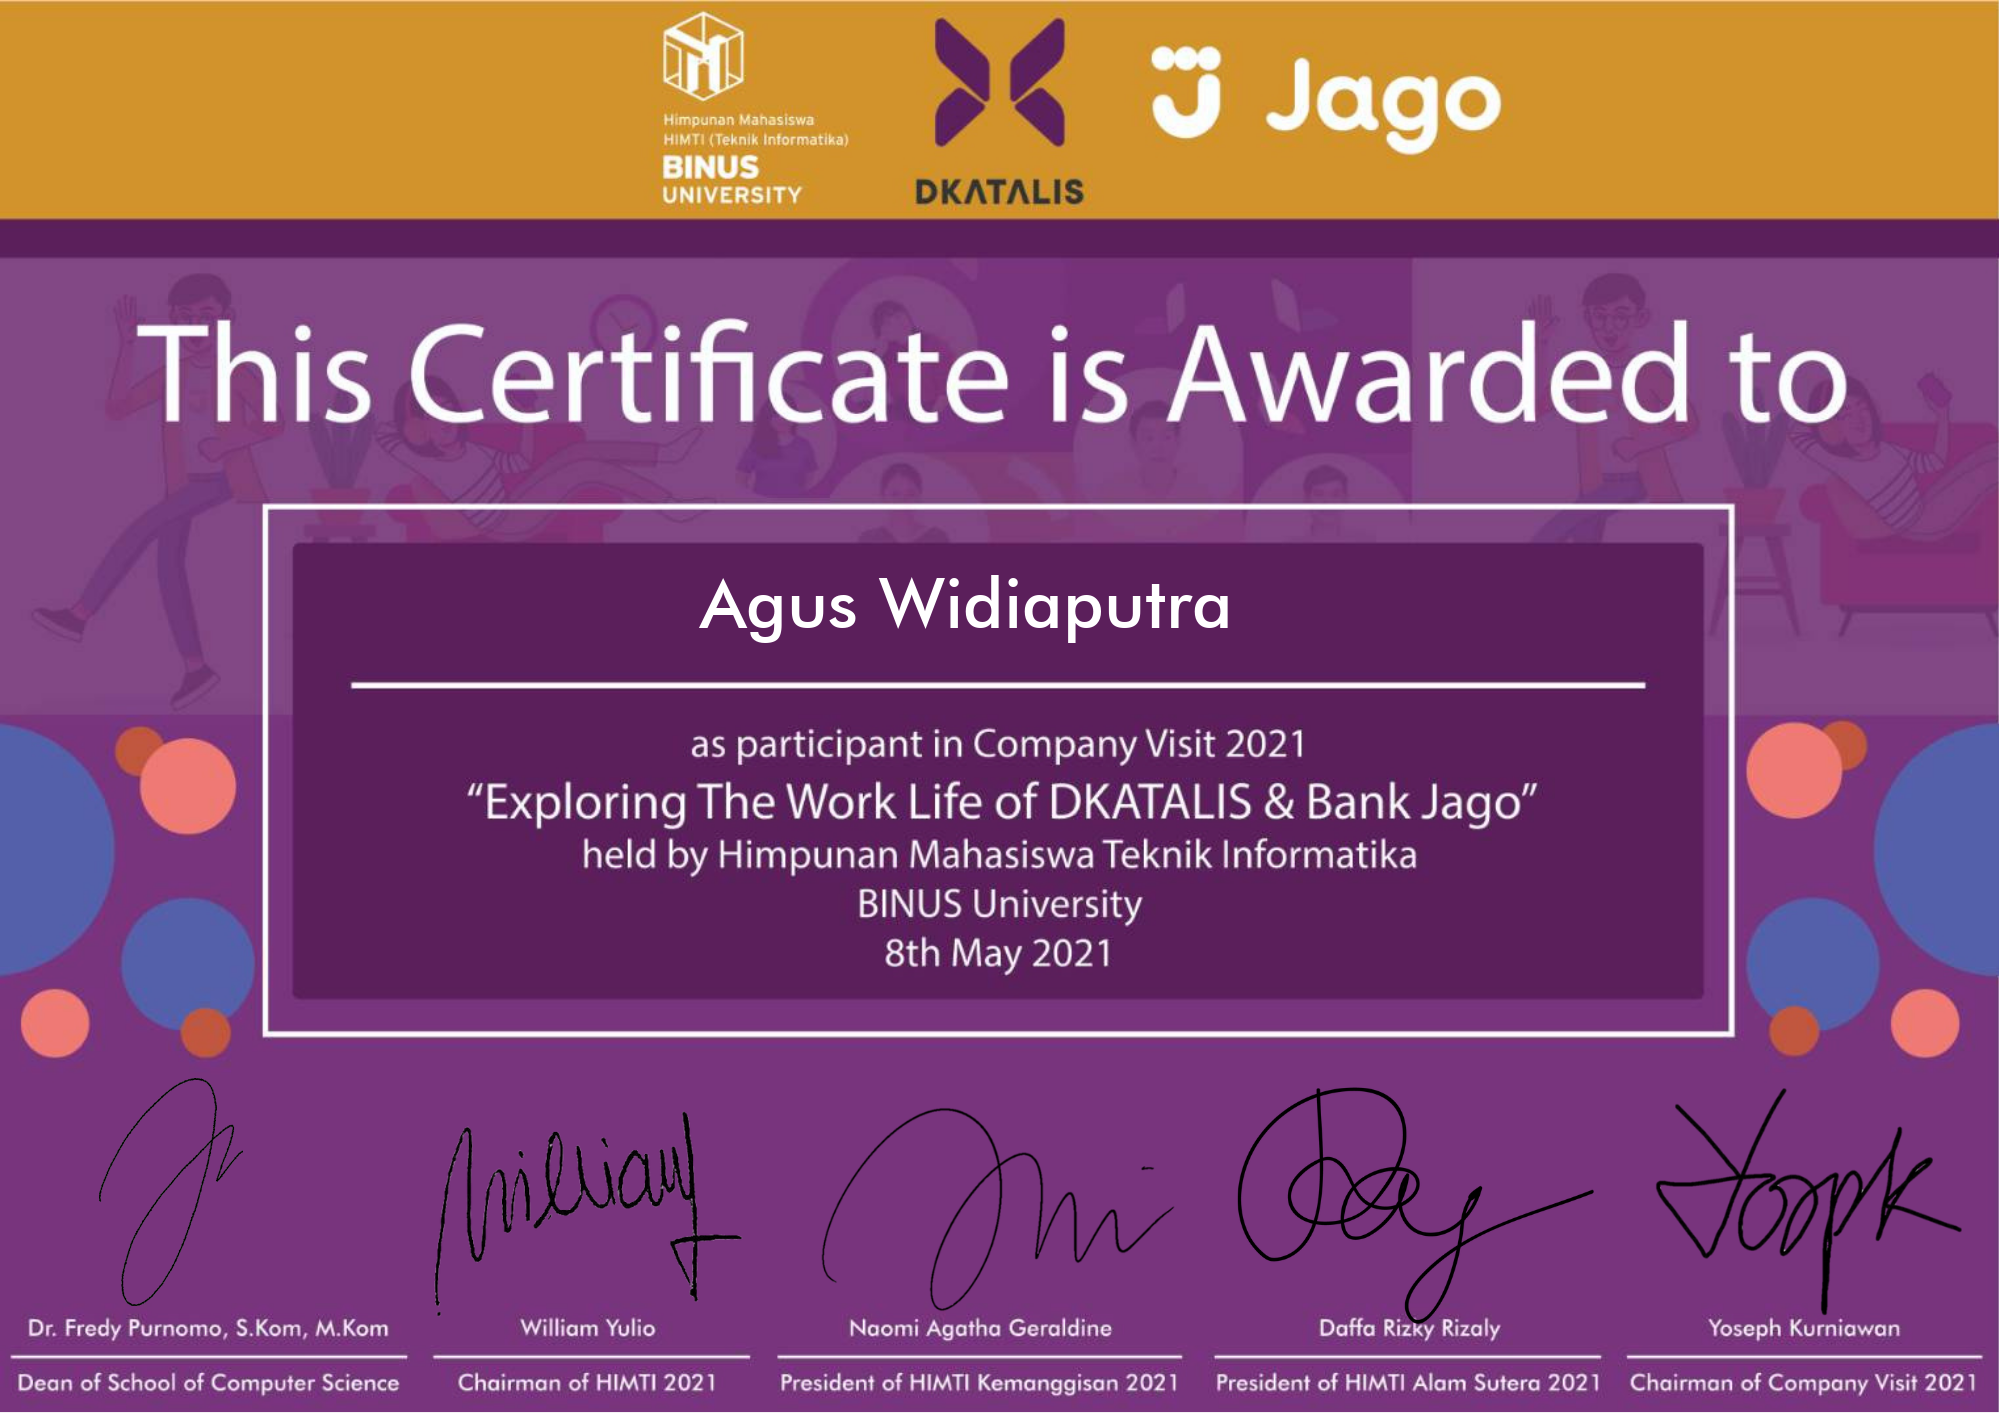 Himpunan Mahasiswa
HIMTI (Teknik Informatika)
BINUS
UNIVERSITY
DKATALIS
Jago
This Certificate is Awarded to
Agus Widiaputra
as participant in Company Visit 2021
“Exploring The Work Life of DKATALIS & Bank Jago”
held by Himpunan Mahasiswa Teknik Informatika
BINUS University
8th May 2021
Dr. Fredy Purnomo, S.Kom, M.Kom
Dean of School of Computer Science
William Yulio
Chairman of HIMTI 2021
Naomi Agatha Geraldine
President of HIMTI Kemanggisan 2021
Daffa Rizky Rizaly
President of HIMTI Alam Sutera 2021
Yoseph Kurniawan
Chairman of Company Visit 2021